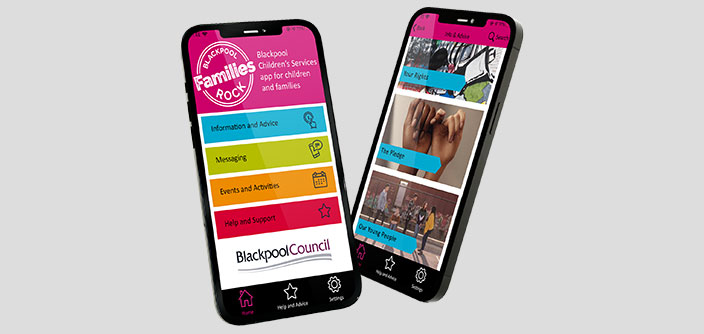 BLACKPOOL
Families
ROCK
Blackpool
Children's Services
app for children
and families
Information and Advice
Messaging
Events and Activities
Help and Support
BlackpoolCouncil
Home
Help and Advice
Settings
Exit
Info & Advice
Search
Your Rights
The Pledge
Our Young People
Help and Advice
Settings